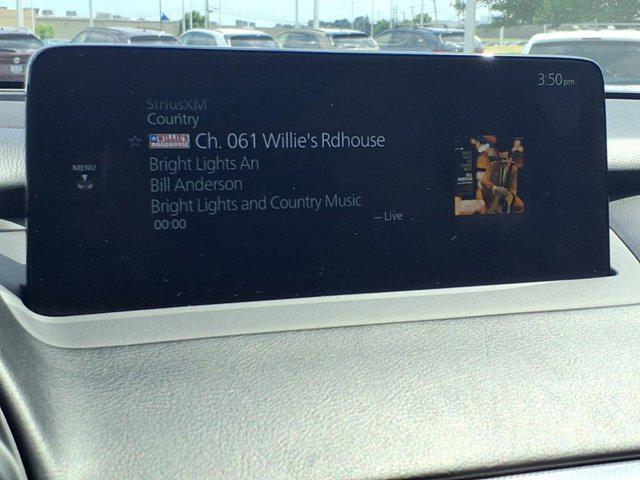 3:50pm
SiriusXM
Country
WILLIE'S
ROADHOUSE
Ch. 061 Willie's Rdhouse
MENU
Bright Lights An
Bill Anderson
Bright Lights and Country Music
00:00
– Live